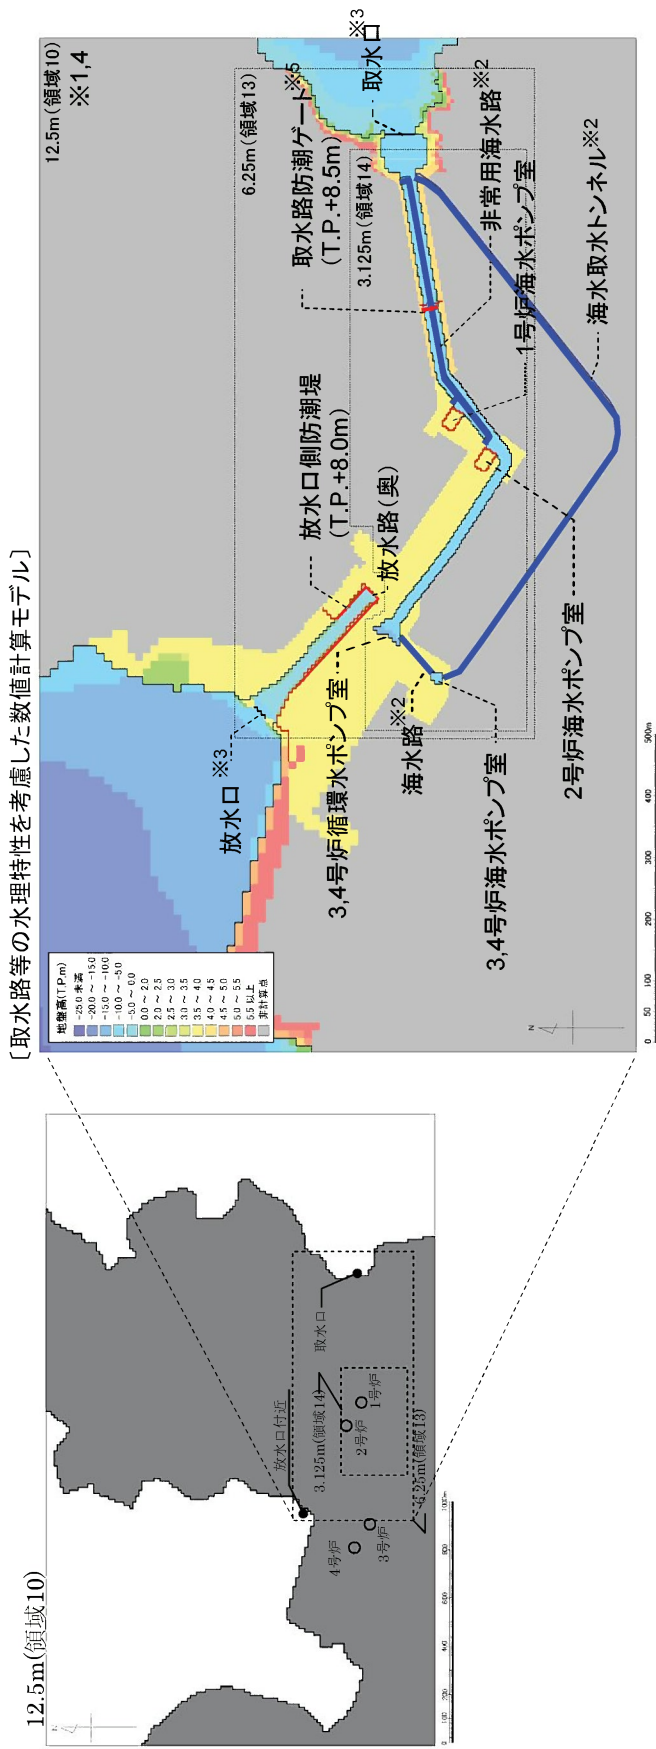 〔取水路等の水理特性を考慮した数値計算モデル〕
12.5m(領域10)
※1,4
6.25m(領域13)
3.125m(領域14)
取水路防潮ゲート※5
(T.P.+8.5m)
取水口※3
非常用海水路※2
1号炉海水ポンプ室
海水取水トンネル※2
放水口側防潮堤
(T.P.+8.0m)
放水路(奥)
放水口※3
3,4号炉循環水ポンプ室
海水路※2
3,4号炉海水ポンプ室
2号炉海水ポンプ室
地盤高(T.P.m)
-25.0 未満
-20.0 ～ -15.0
-15.0 ～ -10.0
-10.0 ～ -5.0
-5.0 ～ 0.0
0.0 ～ 2.0
2.0 ～ 2.5
2.5 ～ 3.0
3.0 ～ 3.5
3.5 ～ 4.0
4.0 ～ 4.5
4.5 ～ 5.0
5.0 ～ 5.5
5.5 以上
非計算点
N
0 50 100 200 300 400 500m
12.5m(領域10)
N
放水口付近
取水口
3.125m(領域14)
1号炉
2号炉
3号炉
4号炉
6.25m(領域13)
0 100 200 400 600 800 1000m